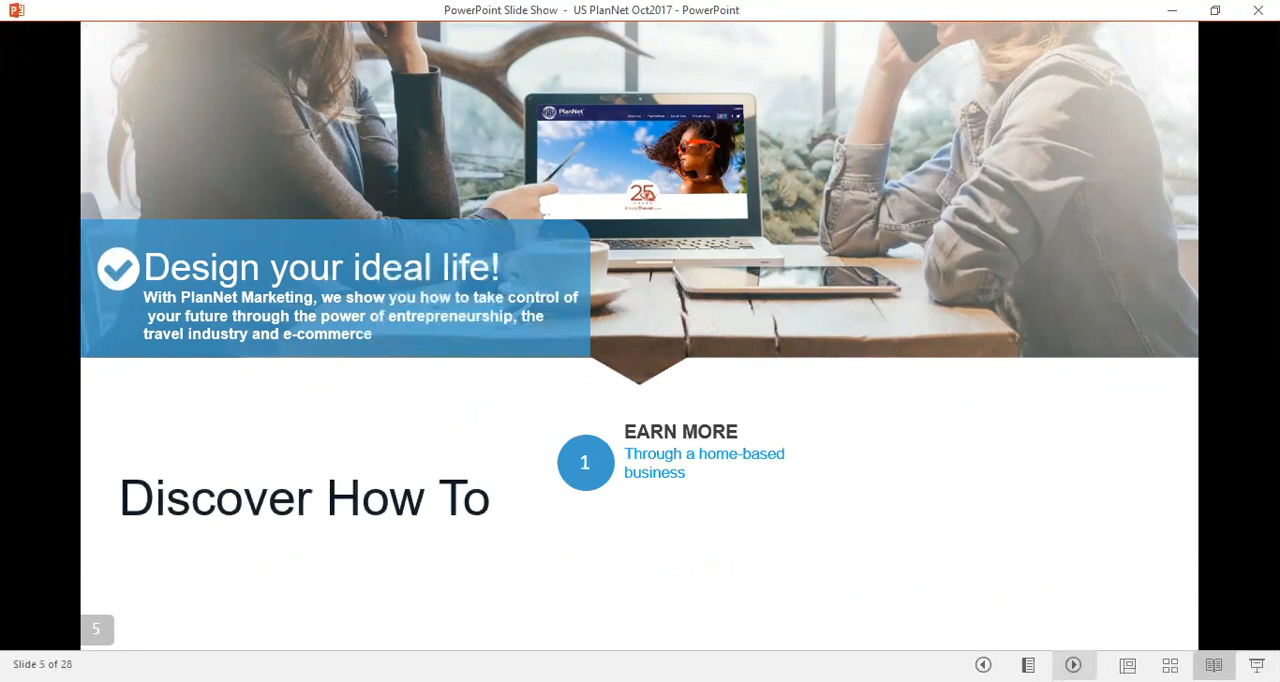 PowerPoint Slide Show - US PlanNet Oct2017 - PowerPoint
PlanNet
25
Design your ideal life!
With PlanNet Marketing, we show you how to take control of
your future through the power of entrepreneurship, the
travel industry and e-commerce
EARN MORE
1
Through a home-based
business
Discover How To
5
Slide 5 of 28